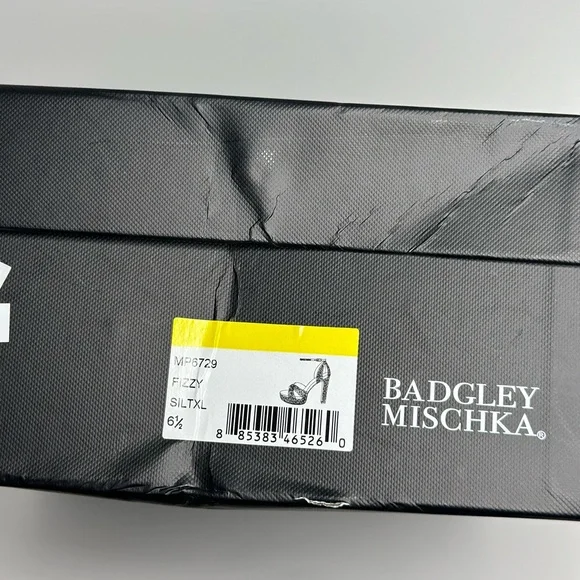 MP6729
FIZZY
SILTXL
6½
8 85383 46526 0
BADGLEY
MISCHKA®